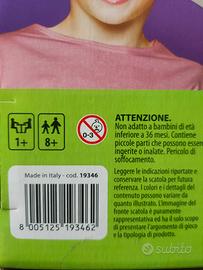 ATTENZIONE.
Non adatto a bambini di età
inferiore a 36 mesi. Contiene
piccole parti che possono essere
ingerite o inalate. Pericolo di
soffocamento.
0-3
1+
8+
Made in Italy - cod. 19346
Leggere le indicazioni riportate e
conservare la scatola per futura
referenza. I colori e i dettagli del
contenuto possono variare da
quanto illustrato. L'immagine del
fronte scatola è puramente
rappresentativa ed ha il solo scopo
di presentare l'argomento di gioco
e la tipologia di prodotto.
8 005125 193462
subito